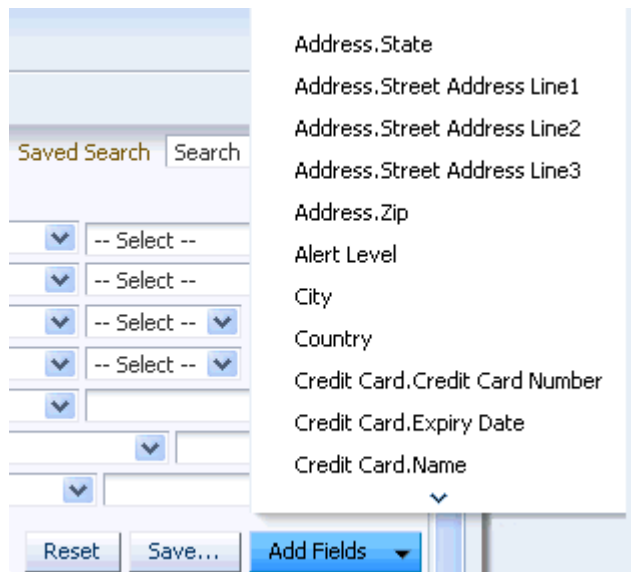 Address.State
Address.Street Address Line1
Address.Street Address Line2
Address.Street Address Line3
Address.Zip
Alert Level
City
Country
Credit Card.Credit Card Number
Credit Card.Expiry Date
Credit Card.Name
Saved Search Search
-- Select --
-- Select --
-- Select --
-- Select --
Reset Save... Add Fields